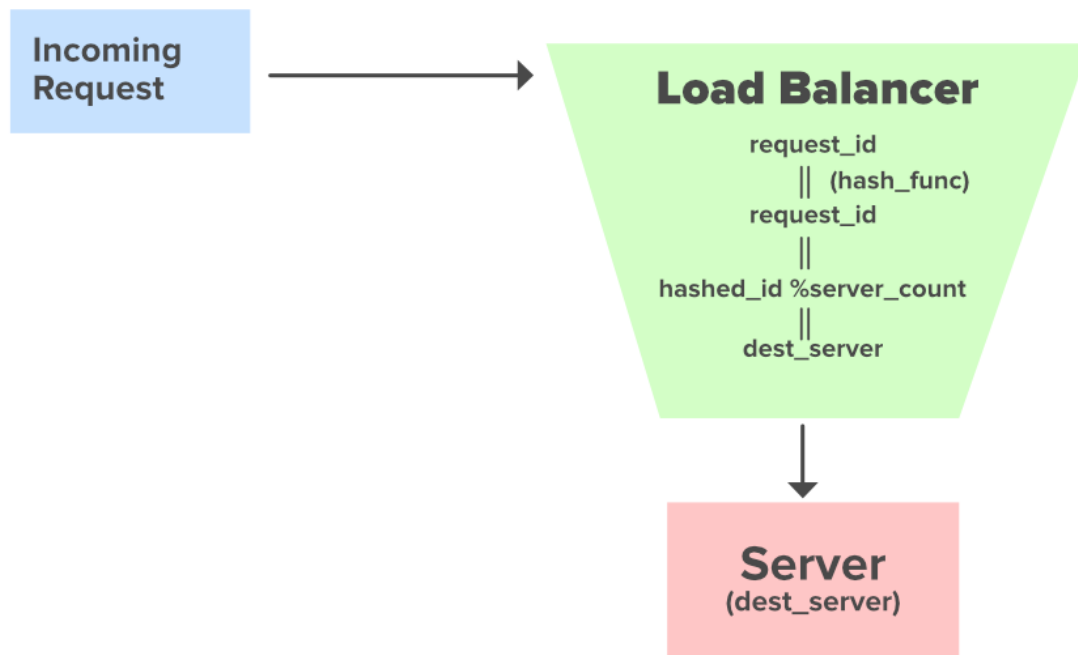 Incoming
Request
Load Balancer
request_id
(hash_func)
request_id
hashed_id %server_count
dest_server
Server
(dest_server)